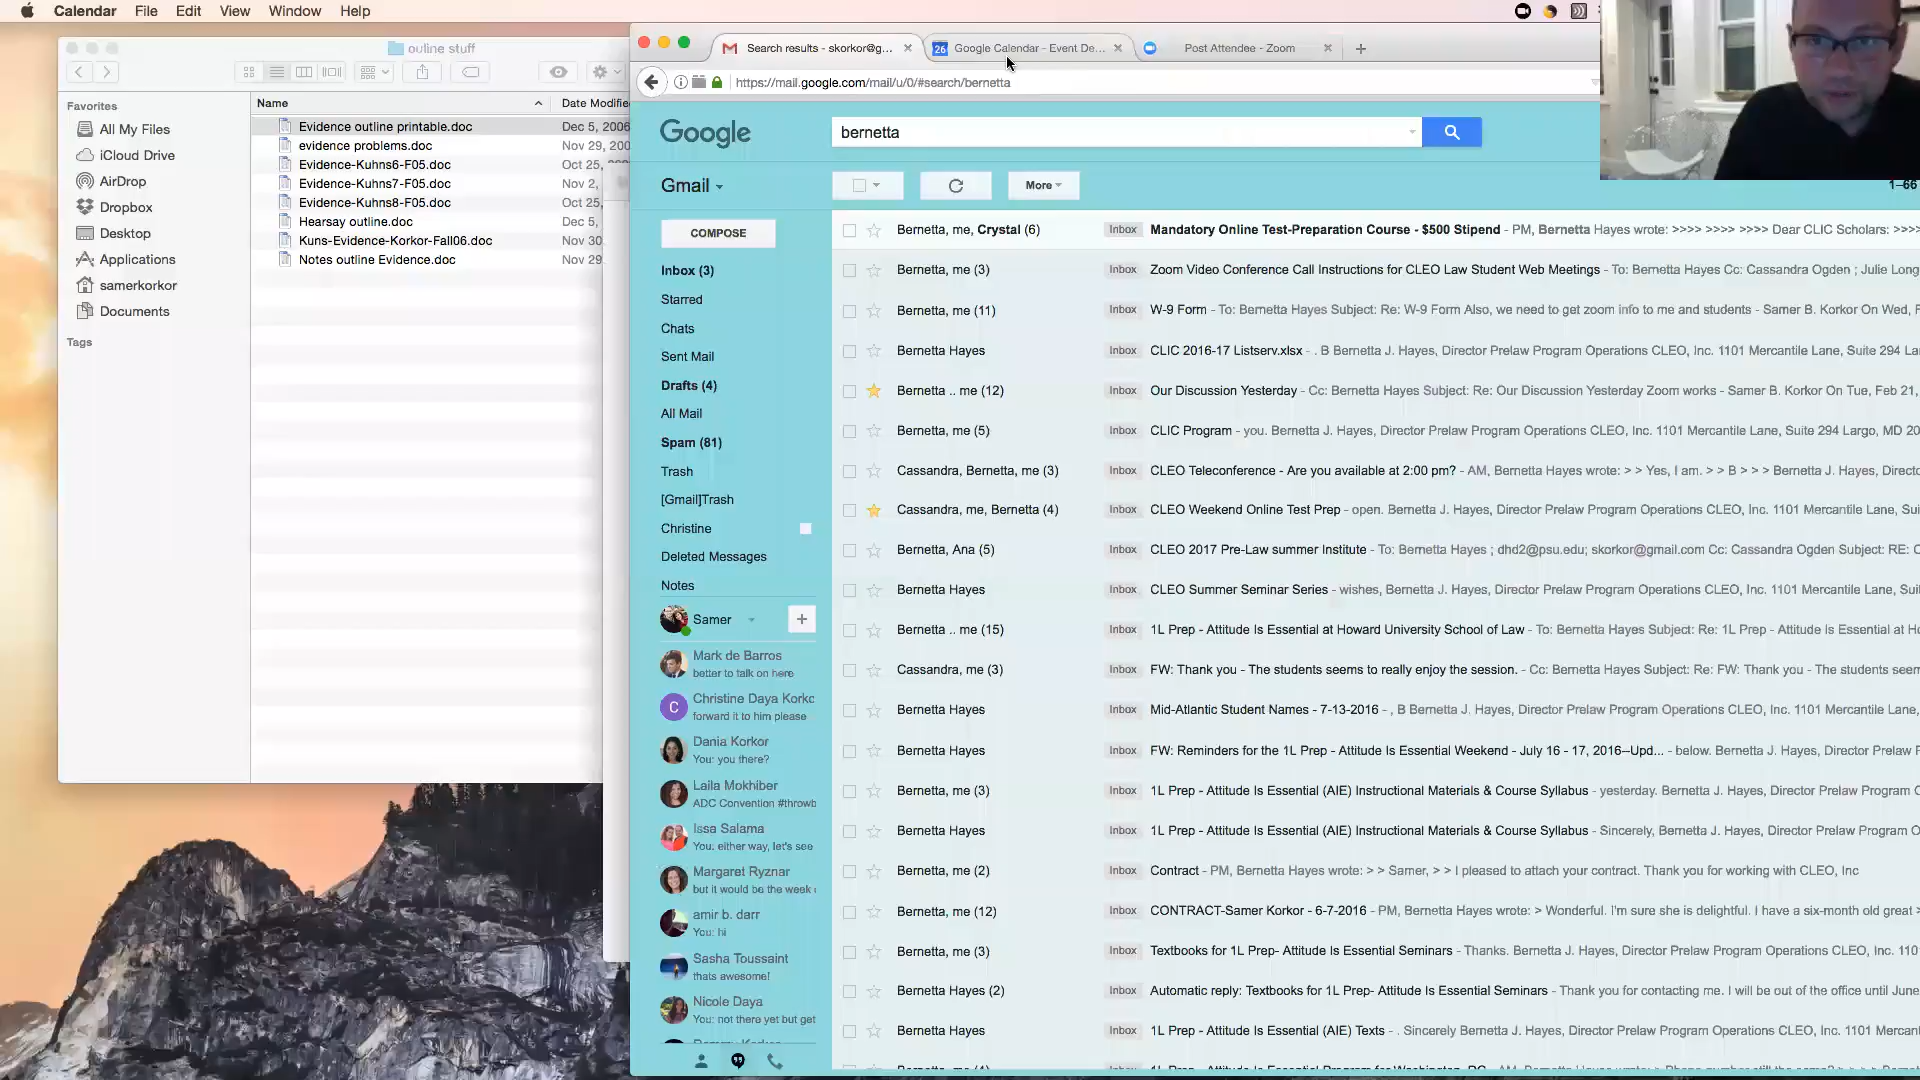 Calendar File Edit View Window Help
ouline stuff
Favorites
All My Files
iCloud Drive
AirDrop
Dropbox
Desktop
Applications
samerkorkor
Documents
Tags
Name Date Modifie
Evidence outline printable.doc Dec 5, 2006
evidence problems.doc Nov 29, 200
Evidence-Kuhns6-F05.doc Oct 25,
Evidence-Kuhns7-F05.doc Nov 2,
Evidence-Kuhns8-F05.doc Oct 25,
Hearsay outline.doc Dec 5,
Kuns-Evidence-Korkor-Fall06.doc Nov 30
Notes outline Evidence.doc Nov 29
Search results - skorkor@g... 26 Google Calendar - Event De... Post Attendee - Zoom
https://mail.google.com/mail/u/0/#search/bernetta
Google bernetta
Gmail More 1–66
COMPOSE
Inbox (3)
Starred
Chats
Sent Mail
Drafts (4)
All Mail
Spam (81)
Trash
[Gmail]Trash
Christine
Deleted Messages
Notes
Samer
Mark de Barros
better to talk on here
C Christine Daya Korkc
forward it to him please
Dania Korkor
You: you there?
Laila Mokhiber
ADC Convention #throwb
Issa Salama
You: either way, let's see
Margaret Ryznar
but it would be the week
amir b. darr
You: hi
Sasha Toussaint
thats awesome!
Nicole Daya
You: not there yet but get
Bernetta, me, Crystal (6) Inbox Mandatory Online Test-Preparation Course - $500 Stipend - PM, Bernetta Hayes wrote: >>>> >>>> >>>> Dear CLIC Scholars: >>>>
Bernetta, me (3) Inbox Zoom Video Conference Call Instructions for CLEO Law Student Web Meetings - To: Bernetta Hayes Cc: Cassandra Ogden ; Julie Long
Bernetta, me (11) Inbox W-9 Form - To: Bernetta Hayes Subject: Re: W-9 Form Also, we need to get zoom info to me and students - Samer B. Korkor On Wed, F
Bernetta Hayes Inbox CLIC 2016-17 Listserv.xlsx - . B Bernetta J. Hayes, Director Prelaw Program Operations CLEO, Inc. 1101 Mercantile Lane, Suite 294 Lar
Bernetta .. me (12) Inbox Our Discussion Yesterday - Cc: Bernetta Hayes Subject: Re: Our Discussion Yesterday Zoom works - Samer B. Korkor On Tue, Feb 21,
Bernetta, me (5) Inbox CLIC Program - you. Bernetta J. Hayes, Director Prelaw Program Operations CLEO, Inc. 1101 Mercantile Lane, Suite 294 Largo, MD 20
Cassandra, Bernetta, me (3) Inbox CLEO Teleconference - Are you available at 2:00 pm? - AM, Bernetta Hayes wrote: > > Yes, I am. > > B > > > Bernetta J. Hayes, Directo
Cassandra, me, Bernetta (4) Inbox CLEO Weekend Online Test Prep - open. Bernetta J. Hayes, Director Prelaw Program Operations CLEO, Inc. 1101 Mercantile Lane, Sui
Bernetta, Ana (5) Inbox CLEO 2017 Pre-Law summer Institute - To: Bernetta Hayes ; dhd2@psu.edu; skorkor@gmail.com Cc: Cassandra Ogden Subject: RE: C
Bernetta Hayes Inbox CLEO Summer Seminar Series - wishes, Bernetta J. Hayes, Director Prelaw Program Operations CLEO, Inc. 1101 Mercantile Lane, Suit
Bernetta .. me (15) Inbox 1L Prep - Attitude Is Essential at Howard University School of Law - To: Bernetta Hayes Subject: Re: 1L Prep - Attitude Is Essential at Ho
Cassandra, me (3) Inbox FW: Thank you - The students seems to really enjoy the session. - Cc: Bernetta Hayes Subject: Re: FW: Thank you - The students seem
Bernetta Hayes Inbox Mid-Atlantic Student Names - 7-13-2016 - , B Bernetta J. Hayes, Director Prelaw Program Operations CLEO, Inc. 1101 Mercantile Lane,
Bernetta Hayes Inbox FW: Reminders for the 1L Prep - Attitude Is Essential Weekend - July 16 - 17, 2016--Upd... - below. Bernetta J. Hayes, Director Prelaw P
Bernetta, me (3) Inbox 1L Prep - Attitude Is Essential (AIE) Instructional Materials & Course Syllabus - yesterday. Bernetta J. Hayes, Director Prelaw Program C
Bernetta Hayes Inbox 1L Prep - Attitude Is Essential (AIE) Instructional Materials & Course Syllabus - Sincerely, Bernetta J. Hayes, Director Prelaw Program O
Bernetta, me (2) Inbox Contract - PM, Bernetta Hayes wrote: > > Samer, > > I pleased to attach your contract. Thank you for working with CLEO, Inc
Bernetta, me (12) Inbox CONTRACT-Samer Korkor - 6-7-2016 - PM, Bernetta Hayes wrote: > Wonderful. I'm sure she is delightful. I have a six-month old great >
Bernetta, me (3) Inbox Textbooks for 1L Prep- Attitude Is Essential Seminars - Thanks. Bernetta J. Hayes, Director Prelaw Program Operations CLEO, Inc. 110
Bernetta Hayes (2) Inbox Automatic reply: Textbooks for 1L Prep- Attitude Is Essential Seminars - Thank you for contacting me. I will be out of the office until June
Bernetta Hayes Inbox 1L Prep - Attitude Is Essential (AIE) Texts - . Sincerely Bernetta J. Hayes, Director Prelaw Program Operations CLEO, Inc. 1101 Mercant